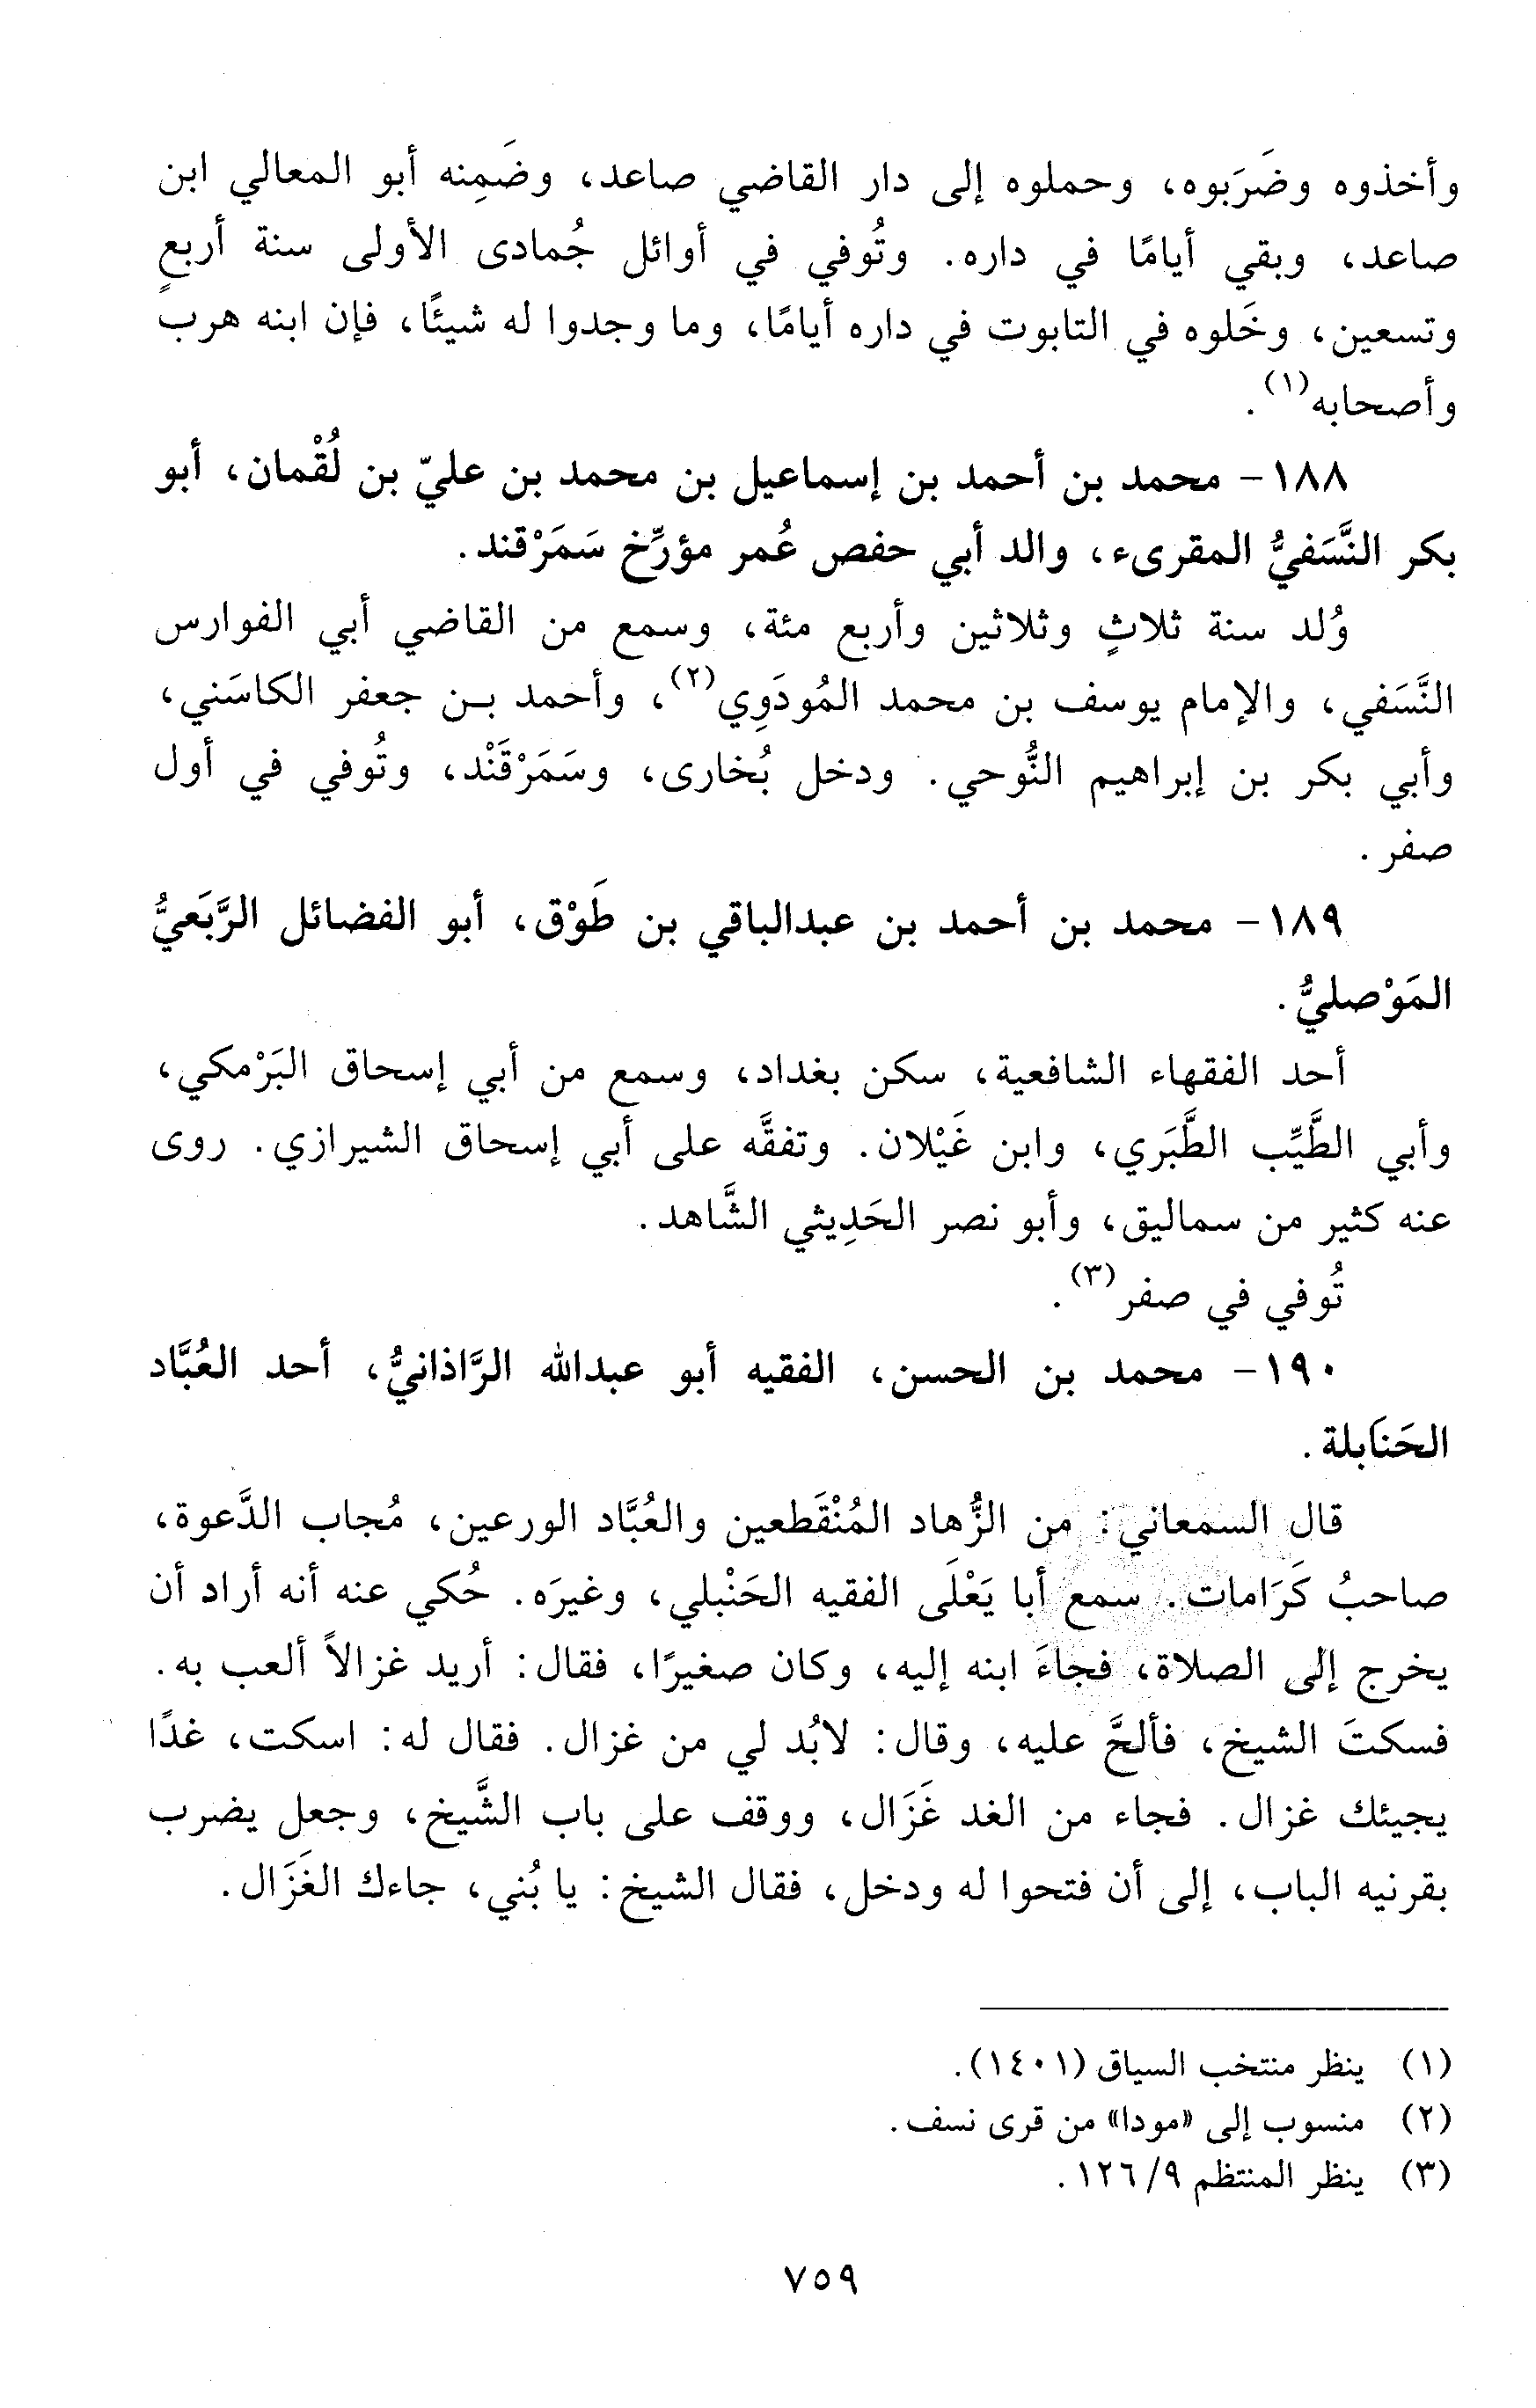 وأخذوه وضَرَبوه، وحملوه إلى دار القاضي صاعد، وضَمِنه أبو المعالي ابن
صاعد، وبقي أيامًا في داره. وتُوفي في أوائل جُمادى الأولى سنة أربعٍ
وتسعين، وخَلوه في التابوت في داره أيامًا، وما وجدوا له شيئًا، فإن ابنه هرب
وأصحابه(١).
١٨٨- محمد بن أحمد بن إسماعيل بن محمد بن عليّ بن لُقْمان، أبو
بكر النَّسَفيُّ المقرىء، والد أبي حفص عُمر مؤرِّخ سَمَرْقند.
وُلد سنة ثلاثٍ وثلاثين وأربع مئة، وسمع من القاضي أبي الفوارس
النَّسَفي، والإمام يوسف بن محمد المُودَوِي(٢)، وأحمد بـن جعفر الكاسَني،
وأبي بكر بن إبراهيم النُّوحي. ودخل بُخارى، وسَمَرْقَنْد، وتُوفي في أول
صفر.
١٨٩- محمد بن أحمد بن عبدالباقي بن طَوْق، أبو الفضائل الرَّبَعيُّ
المَوْصليُّ.
أحد الفقهاء الشافعية، سكن بغداد، وسمع من أبي إسحاق البَرْمكي،
وأبي الطَّيِّب الطَّبَري، وابن غَيْلان. وتفقَّه على أبي إسحاق الشيرازي. روى
عنه كثير من سماليق، وأبو نصر الحَدِيثي الشَّاهد.
تُوفي في صفر(٣).
١٩٠- محمد بن الحسن، الفقيه أبو عبدالله الرَّاذانيُّ، أحد العُبَّاد
الحَنَابلة.
قال السمعاني: من الزُّهاد المُنْقَطعين والعُبَّاد الورعين، مُجاب الدَّعوة،
صاحبُ كَرَامات. سمع أبا يَعْلَى الفقيه الحَنْبلي، وغيرَه. حُكي عنه أنه أراد أن
يخرج إلى الصلاة، فجاءَ ابنه إليه، وكان صغيرًا، فقال: أريد غزالاً ألعب به.
فسكتَ الشيخ، فألحَّ عليه، وقال: لابُد لي من غزال. فقال له: اسكت، غدًا
يجيئك غزال. فجاء من الغد غَزَال، ووقف على باب الشَّيخ، وجعل يضرب
بقرنيه الباب، إلى أن فتحوا له ودخل، فقال الشيخ: يا بُني، جاءك الغَزَال.
(١) ينظر منتخب السياق (١٤٠١).
(٢) منسوب إلى «مودا» من قرى نسف.
(٣) ينظر المنتظم ٩/ ١٢٦.
٧٥٩